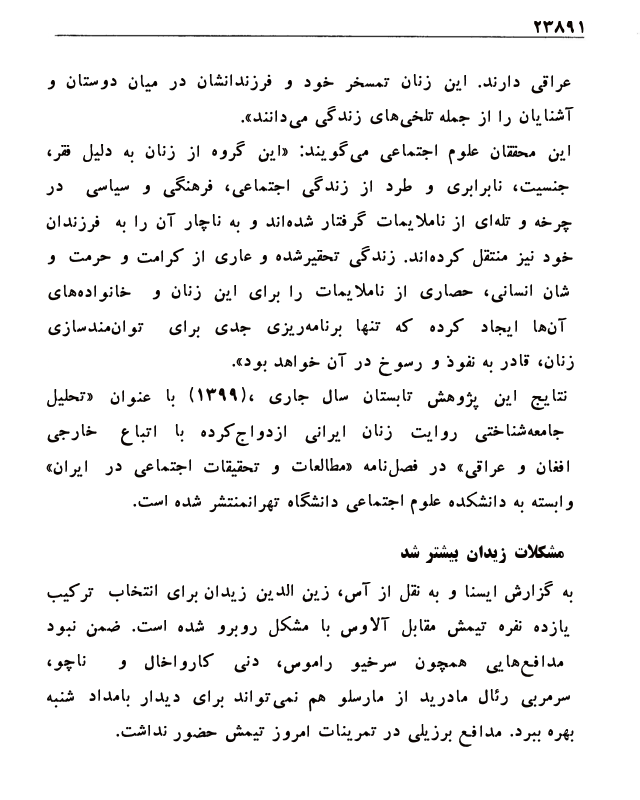 ۲۳۸۹۱
عراقی دارند. این زنان تمسخر خود و فرزندانشان در میان دوستان و
آشنایان را از جمله تلخی‌های زندگی می‌دانند».
این محققان علوم اجتماعی می‌گویند: «این گروه از زنان به دلیل فقر،
جنسیت، نابرابری و طرد از زندگی اجتماعی، فرهنگی و سیاسی در
چرخه و تله‌ای از ناملایمات گرفتار شده‌اند و به ناچار آن را به فرزندان
خود نیز منتقل کرده‌اند. زندگی تحقیرشده و عاری از کرامت و حرمت و
شان انسانی، حصاری از ناملایمات را برای این زنان و خانواده‌های
آن‌ها ایجاد کرده که تنها برنامه‌ریزی جدی برای توان‌مندسازی
زنان، قادر به نفوذ و رسوخ در آن خواهد بود».
نتایج این پژوهش تابستان سال جاری ،(۱۳۹۹) با عنوان «تحلیل
جامعه‌شناختی روایت زنان ایرانی ازدواج‌کرده با اتباع خارجی
افغان و عراقی» در فصل‌نامه «مطالعات و تحقیقات اجتماعی در ایران»
وابسته به دانشکده علوم اجتماعی دانشگاه تهرانمنتشر شده است.
مشکلات زیدان بیشتر شد
به گزارش ایسنا و به نقل از آس، زین الدین زیدان برای انتخاب ترکیب
یازده نفره تیمش مقابل آلاوس با مشکل روبرو شده است. ضمن نبود
مدافع‌هایی همچون سرخیو راموس، دنی کارواخال و ناچو،
سرمربی رئال مادرید از مارسلو هم نمی‌تواند برای دیدار بامداد شنبه
بهره ببرد. مدافع برزیلی در تمرینات امروز تیمش حضور نداشت.